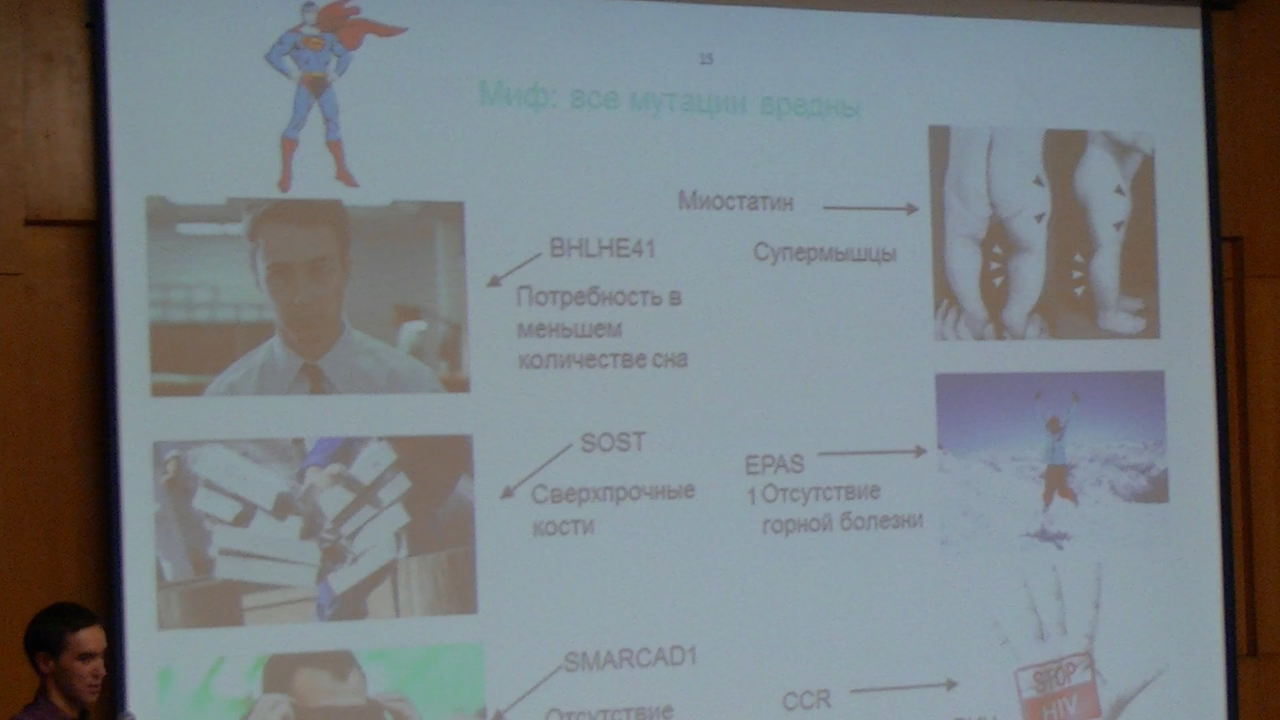 15
Миф: все мутации вредны
Миостатин
Супермышцы
BHLHE41
Потребность в
меньшем
количестве сна
SOST
Сверхпрочные
кости
EPAS
1 Отсутствие
горной болезни
SMARCAD1
Отсутствие
CCR
STOP
HIV